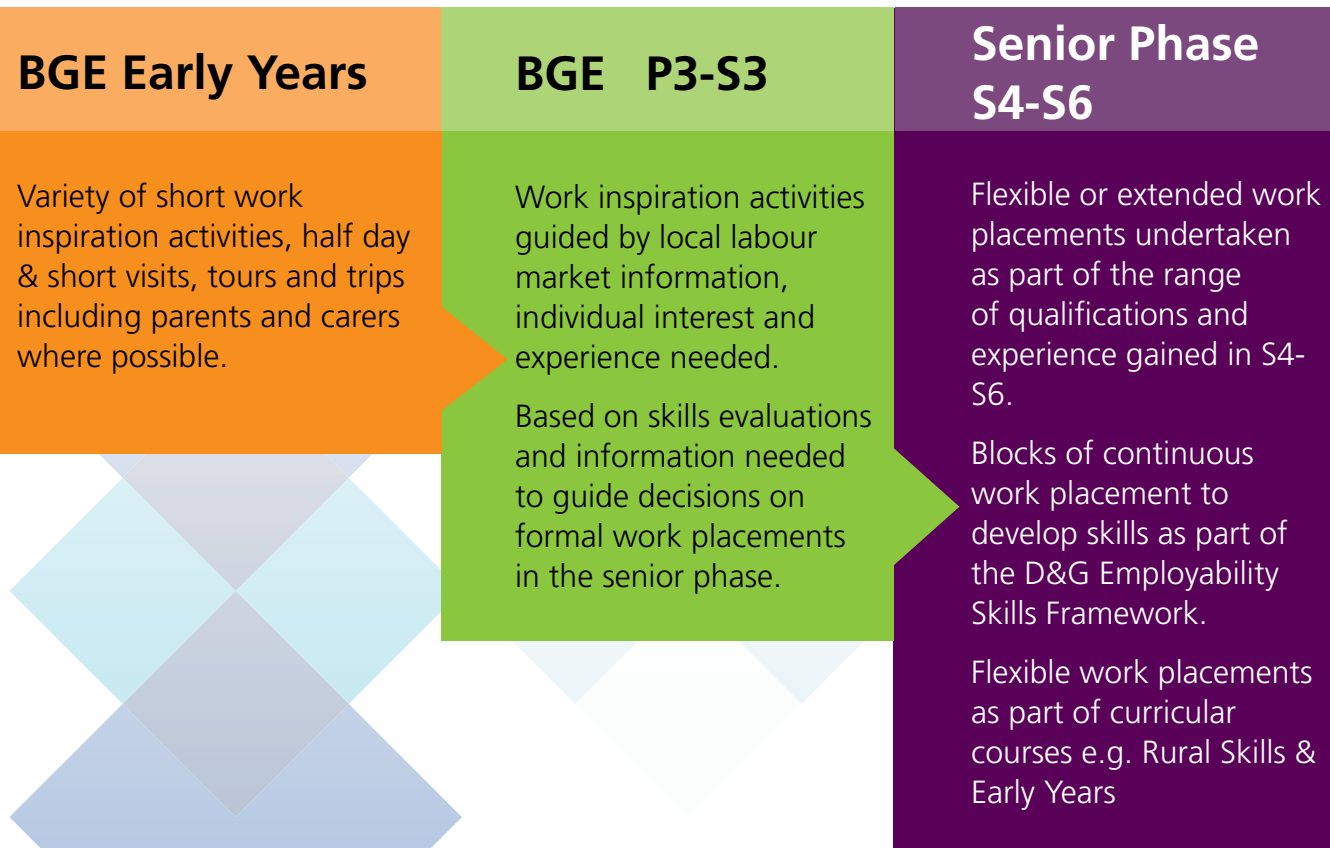 BGE Early Years
Variety of short work
inspiration activities, half day
& short visits, tours and trips
including parents and carers
where possible.
BGE P3-S3
Work inspiration activities
guided by local labour
market information,
individual interest and
experience needed.
Based on skills evaluations
and information needed
to guide decisions on
formal work placements
in the senior phase.
Senior Phase
S4-S6
Flexible or extended work
placements undertaken
as part of the range
of qualifications and
experience gained in S4-
S6.
Blocks of continuous
work placement to
develop skills as part of
the D&G Employability
Skills Framework.
Flexible work placements
as part of curricular
courses e.g. Rural Skills &
Early Years